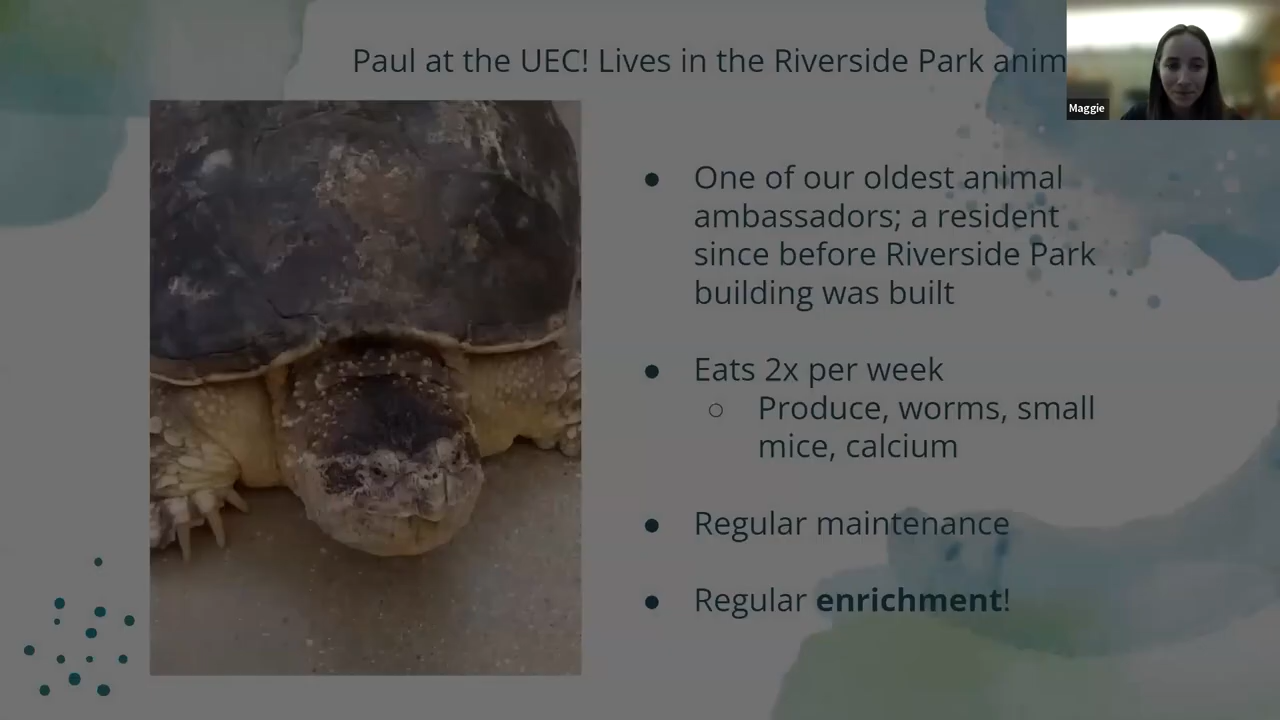 Paul at the UEC! Lives in the Riverside Park anim
Maggie
● One of our oldest animal
ambassadors; a resident
since before Riverside Park
building was built
● Eats 2x per week
○ Produce, worms, small
mice, calcium
● Regular maintenance
● Regular enrichment!